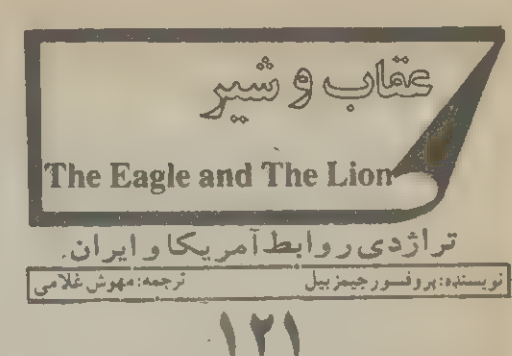 عقاب و شیر
The Eagle and The Lion
تراژدی روابط آمریکا و ایران.
نویسنده: پروفسور جیمز بیل ترجمه: مهوش غلامی
۱۲۱